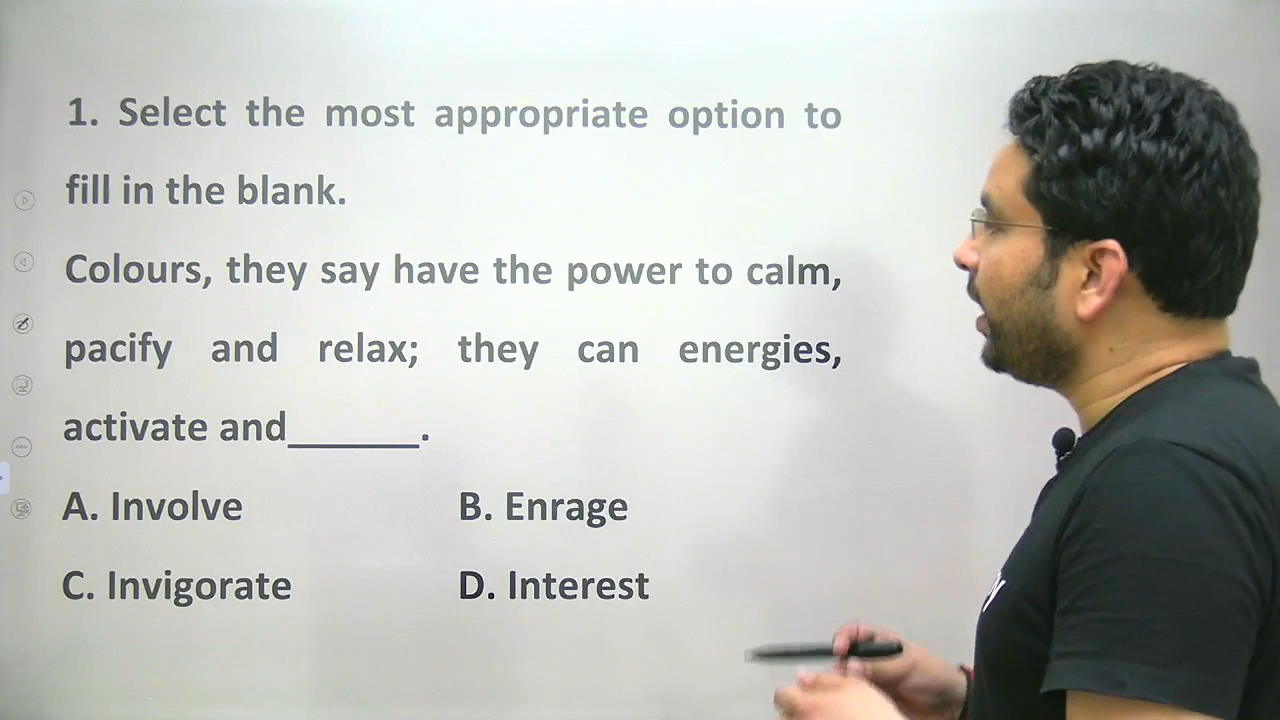 1. Select the most appropriate option to
fill in the blank.
Colours, they say have the power to calm,
pacify and relax; they can energies,
activate and______.
A. Involve B. Enrage
C. Invigorate D. Interest